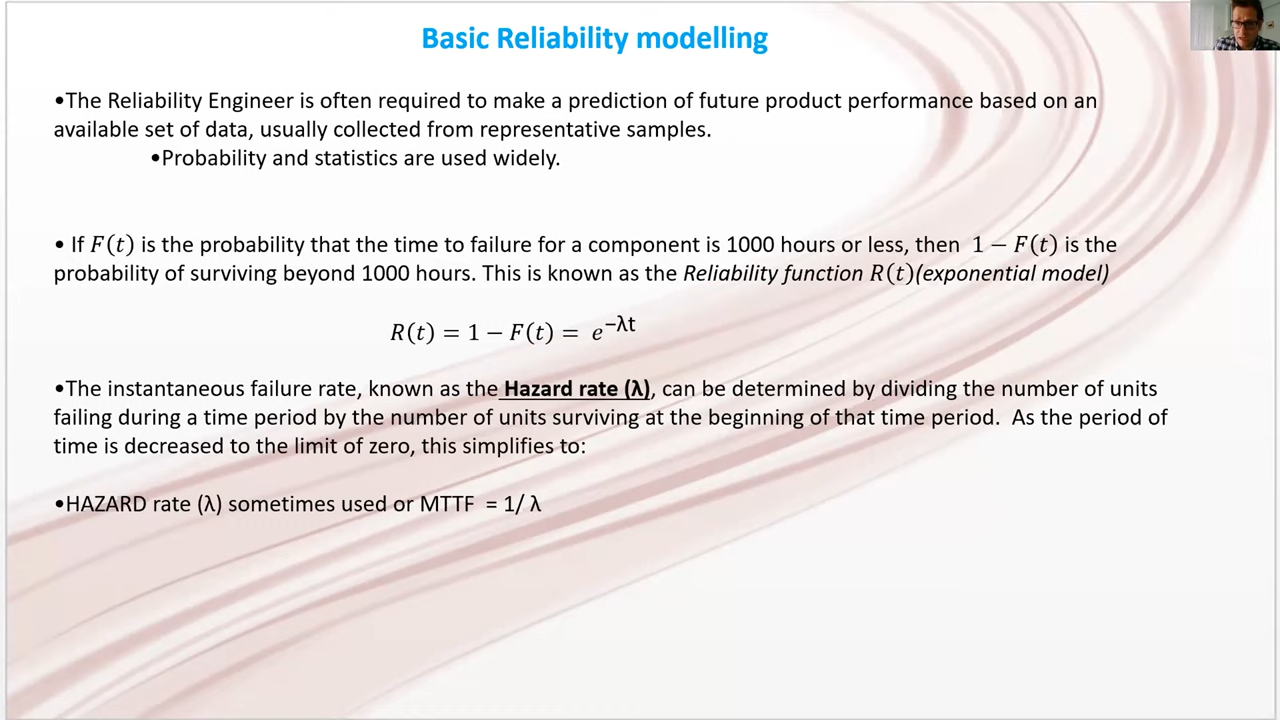 Basic Reliability modelling
•The Reliability Engineer is often required to make a prediction of future product performance based on an
available set of data, usually collected from representative samples.
•Probability and statistics are used widely.
• If F(t) is the probability that the time to failure for a component is 1000 hours or less, then 1 − F(t) is the
probability of surviving beyond 1000 hours. This is known as the Reliability function R(t)(exponential model)
R(t) = 1 − F(t) = e^−λt
•The instantaneous failure rate, known as the Hazard rate (λ), can be determined by dividing the number of units
failing during a time period by the number of units surviving at the beginning of that time period.  As the period of
time is decreased to the limit of zero, this simplifies to:
•HAZARD rate (λ) sometimes used or MTTF  = 1/ λ